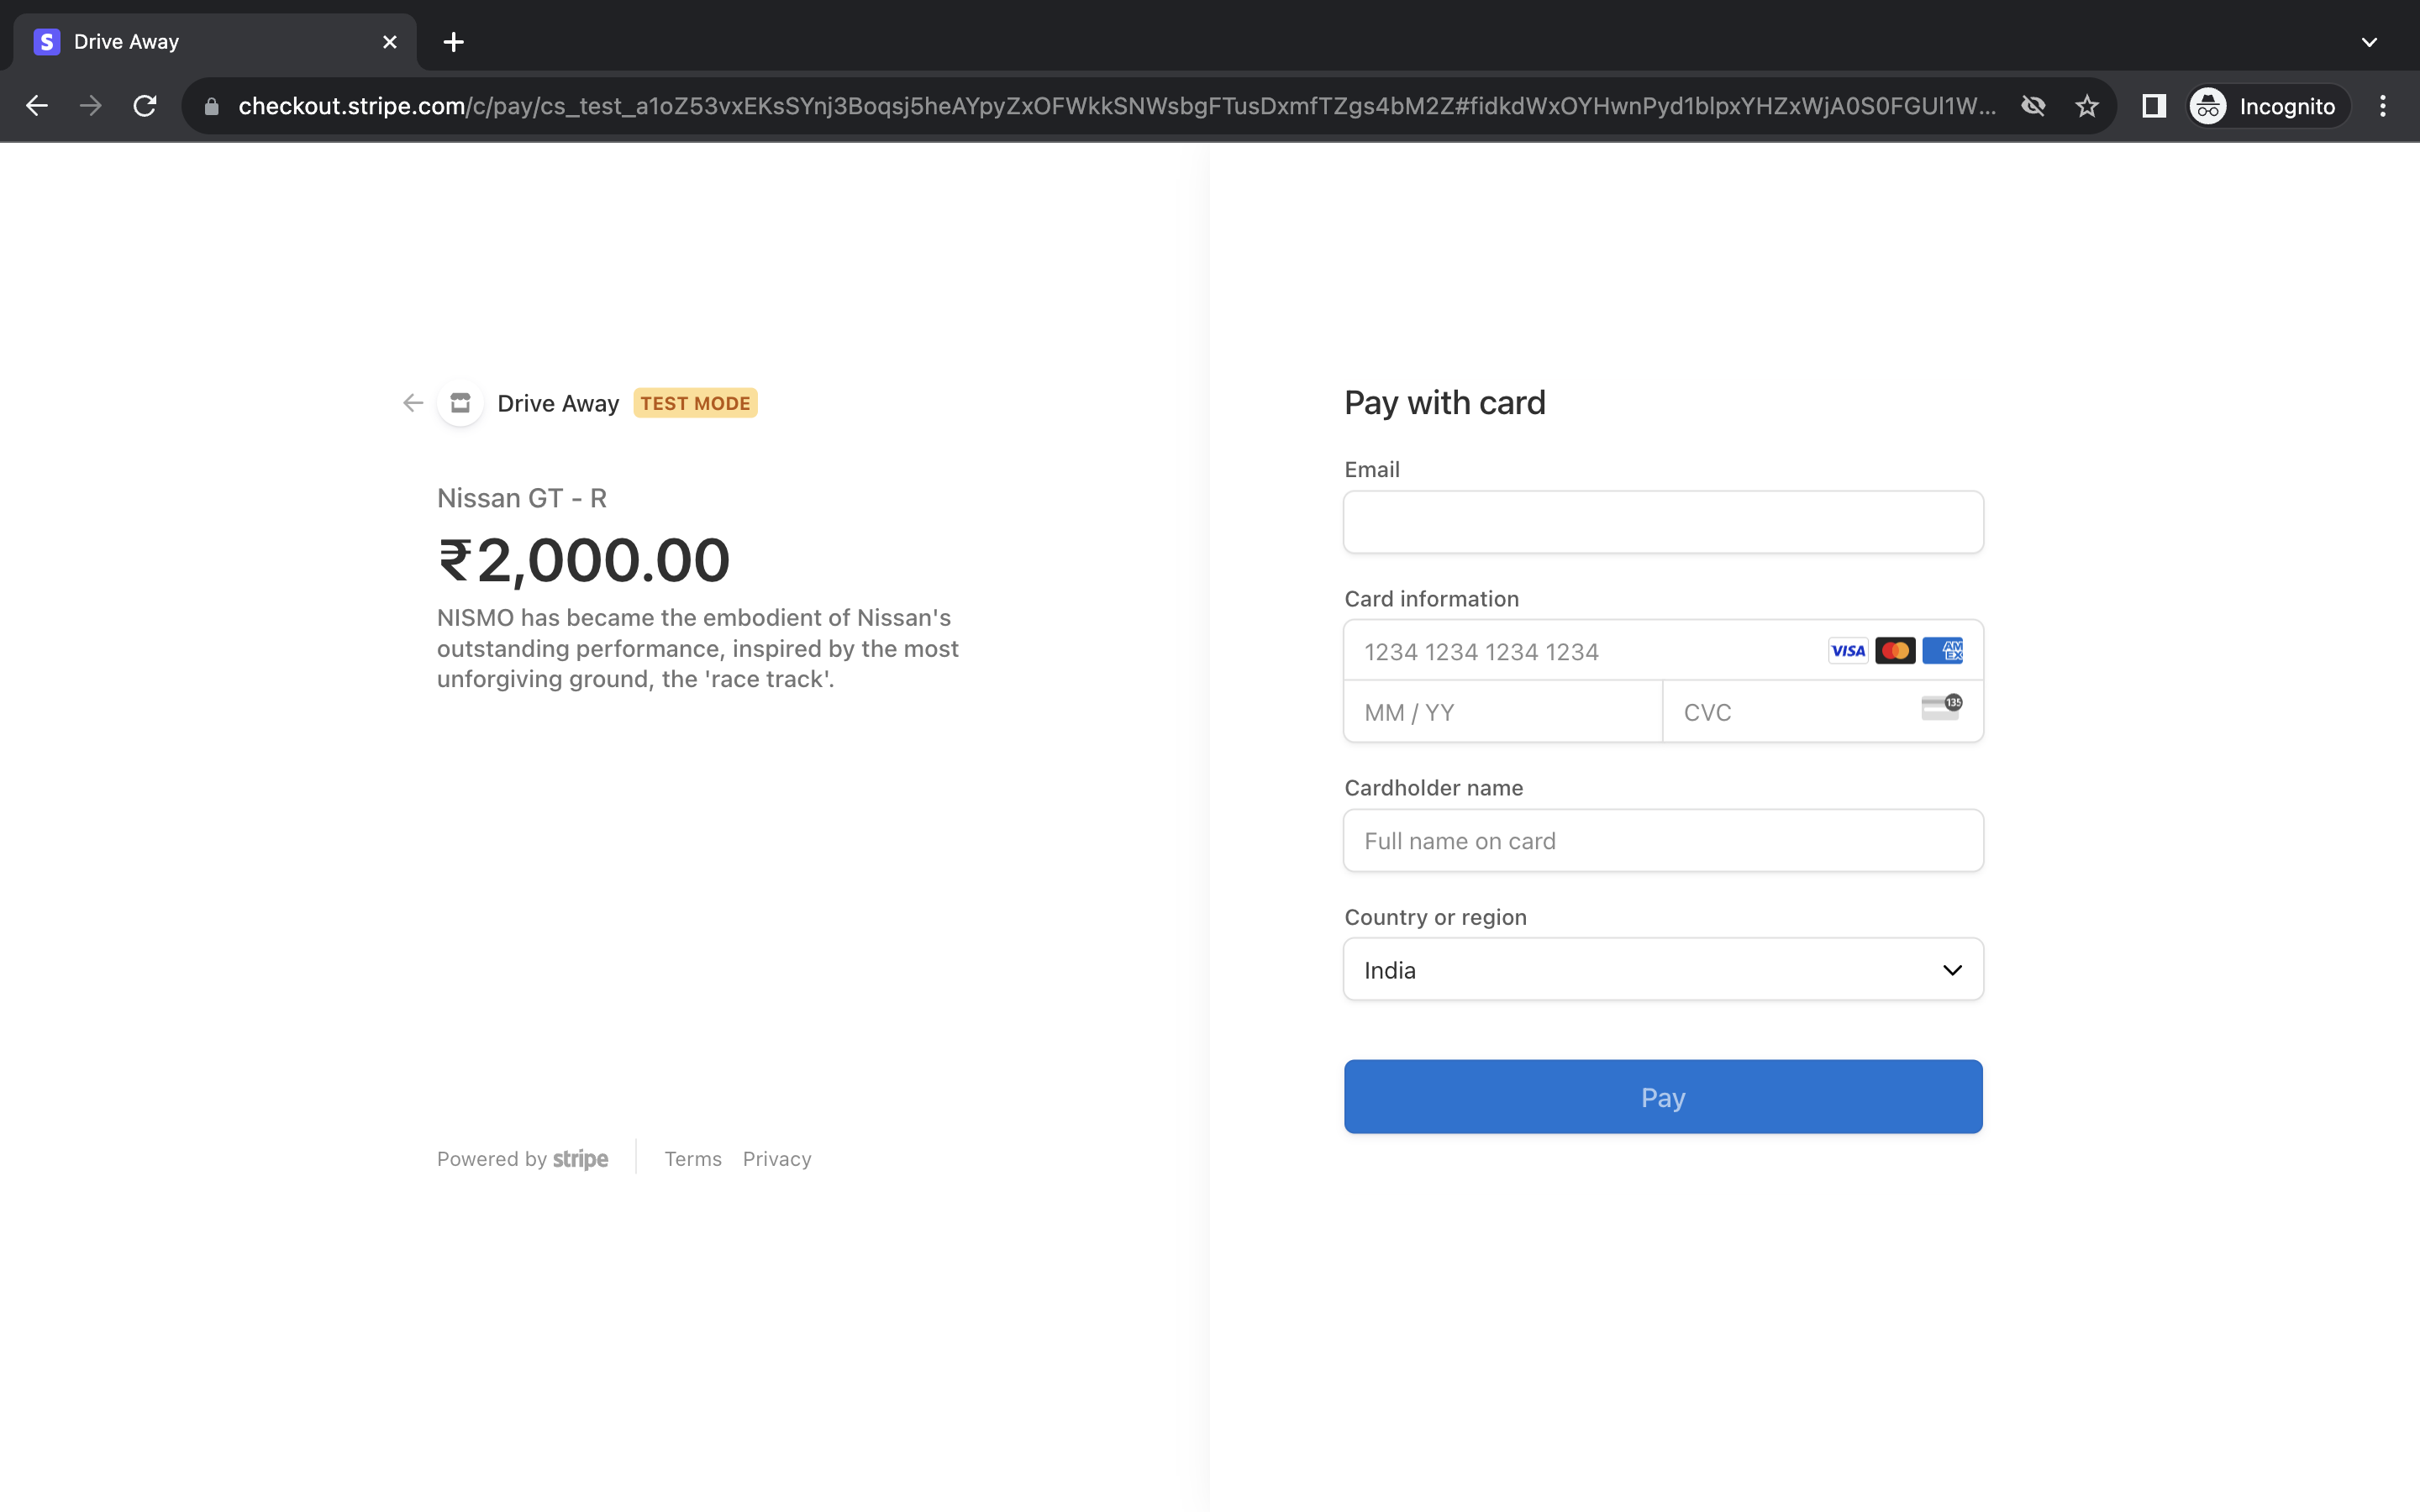 Drive Away
checkout.stripe.com/c/pay/cs_test_a1oZ53vxEKsSYnj3Boqsj5heAYpyZxOFWkkSNWsbgFTusDxmfTZgs4bM2Z#fidkdWxOYHwnPyd1blpxYHZxWjA0S0FGUl1W...
Incognito
Drive Away TEST MODE
Nissan GT - R
₹2,000.00
NISMO has became the embodient of Nissan's
outstanding performance, inspired by the most
unforgiving ground, the 'race track'.
Powered by stripe
Terms Privacy
Pay with card
Email
Card information
1234 1234 1234 1234 VISA AMEX
MM / YY CVC 135
Cardholder name
Full name on card
Country or region
India
Pay